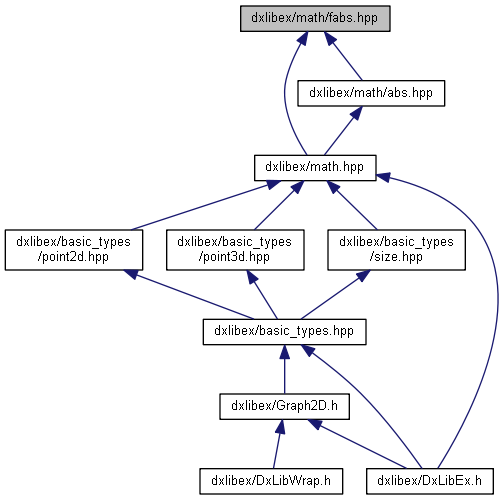 dxlibex/math/fabs.hpp
dxlibex/math/abs.hpp
dxlibex/math.hpp
dxlibex/basic_types
/point2d.hpp
dxlibex/basic_types
/point3d.hpp
dxlibex/basic_types
/size.hpp
dxlibex/basic_types.hpp
dxlibex/Graph2D.h
dxlibex/DxLibWrap.h
dxlibex/DxLibEx.h